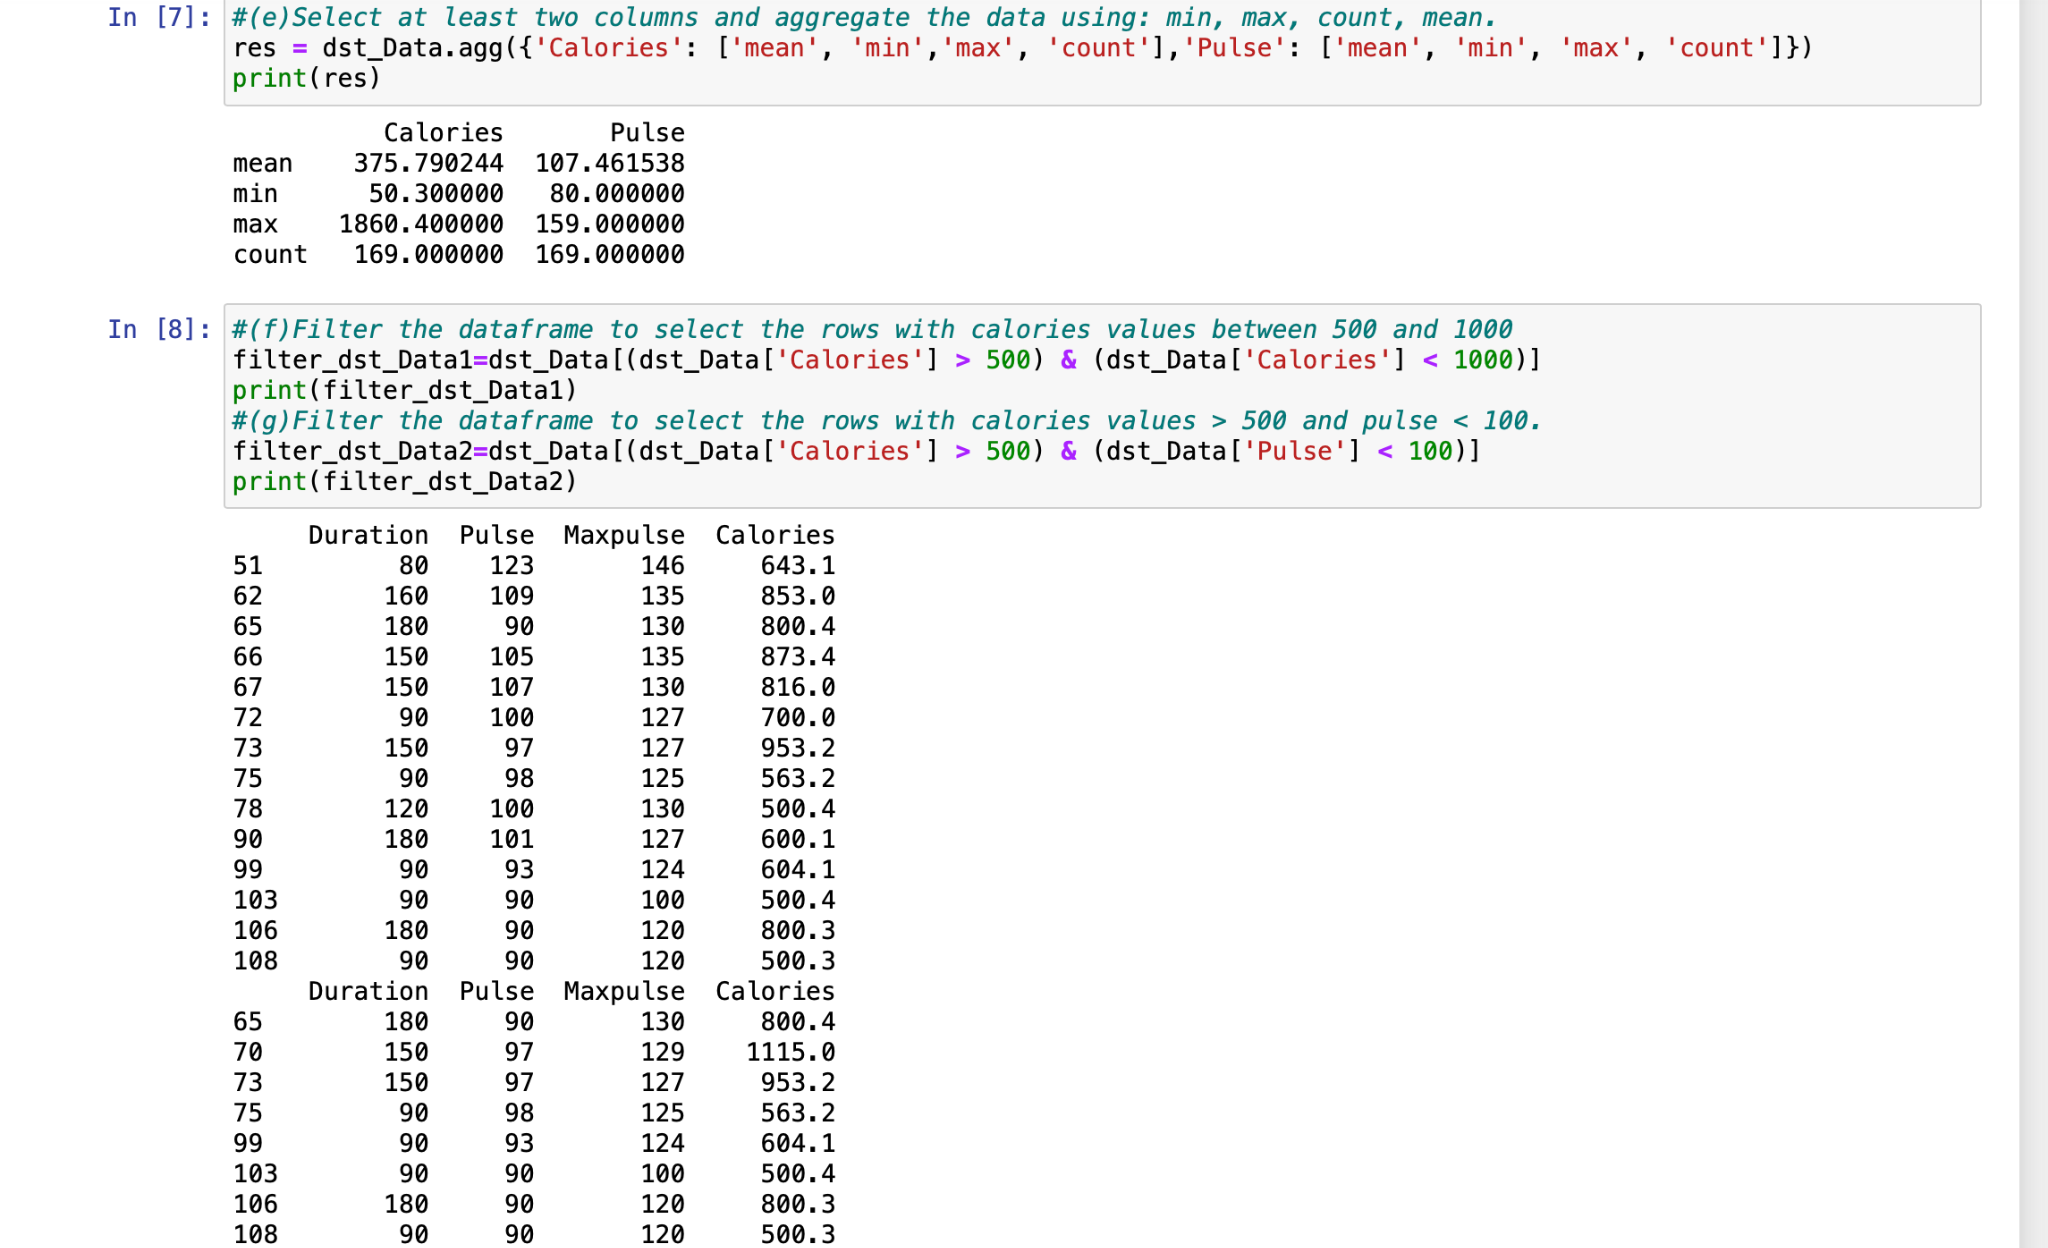 In [7]: #(e)Select at least two columns and aggregate the data using: min, max, count, mean.
res = dst_Data.agg({'Calories': ['mean', 'min','max', 'count'],'Pulse': ['mean', 'min', 'max', 'count']})
print(res)
Calories Pulse
mean 375.790244 107.461538
min 50.300000 80.000000
max 1860.400000 159.000000
count 169.000000 169.000000
In [8]: #(f)Filter the dataframe to select the rows with calories values between 500 and 1000
filter_dst_Data1=dst_Data[(dst_Data['Calories'] > 500) & (dst_Data['Calories'] < 1000)]
print(filter_dst_Data1)
#(g)Filter the dataframe to select the rows with calories values > 500 and pulse < 100.
filter_dst_Data2=dst_Data[(dst_Data['Calories'] > 500) & (dst_Data['Pulse'] < 100)]
print(filter_dst_Data2)
Duration Pulse Maxpulse Calories
51 80 123 146 643.1
62 160 109 135 853.0
65 180 90 130 800.4
66 150 105 135 873.4
67 150 107 130 816.0
72 90 100 127 700.0
73 150 97 127 953.2
75 90 98 125 563.2
78 120 100 130 500.4
90 180 101 127 600.1
99 90 93 124 604.1
103 90 90 100 500.4
106 180 90 120 800.3
108 90 90 120 500.3
Duration Pulse Maxpulse Calories
65 180 90 130 800.4
70 150 97 129 1115.0
73 150 97 127 953.2
75 90 98 125 563.2
99 90 93 124 604.1
103 90 90 100 500.4
106 180 90 120 800.3
108 90 90 120 500.3